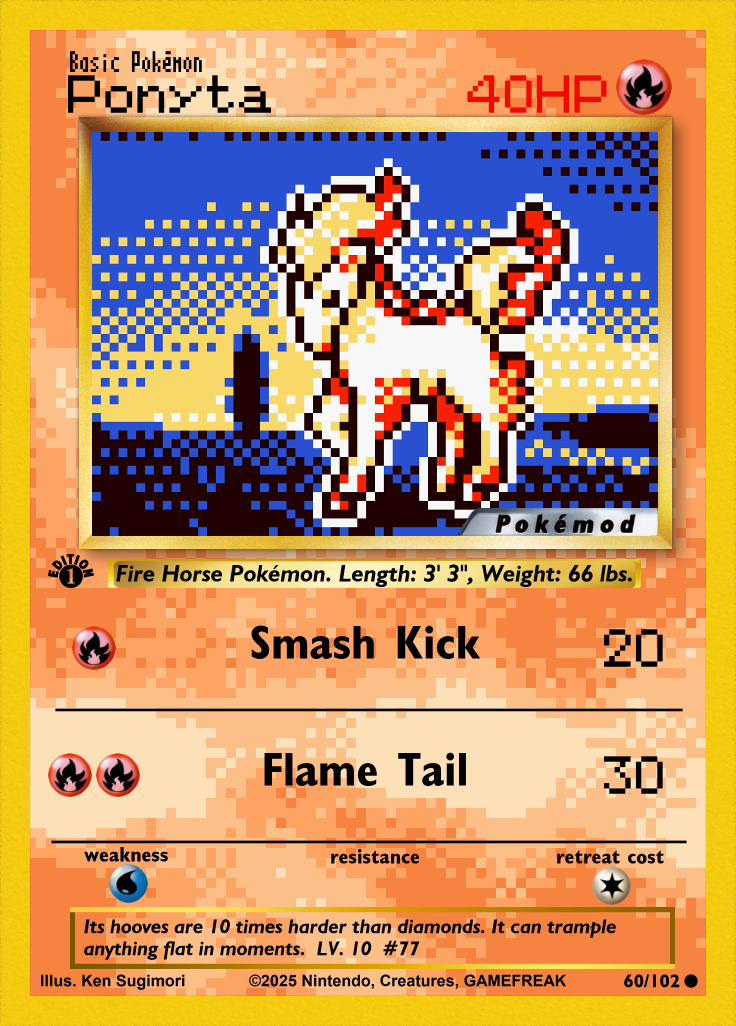 Basic Pokémon
Ponyta 40HP
Pokémod
EDITION 1
Fire Horse Pokémon. Length: 3' 3", Weight: 66 lbs.
Smash Kick 20
Flame Tail 30
weakness resistance retreat cost
Its hooves are 10 times harder than diamonds. It can trample
anything flat in moments. LV. 10 #77
Illus. Ken Sugimori ©2025 Nintendo, Creatures, GAMEFREAK 60/102